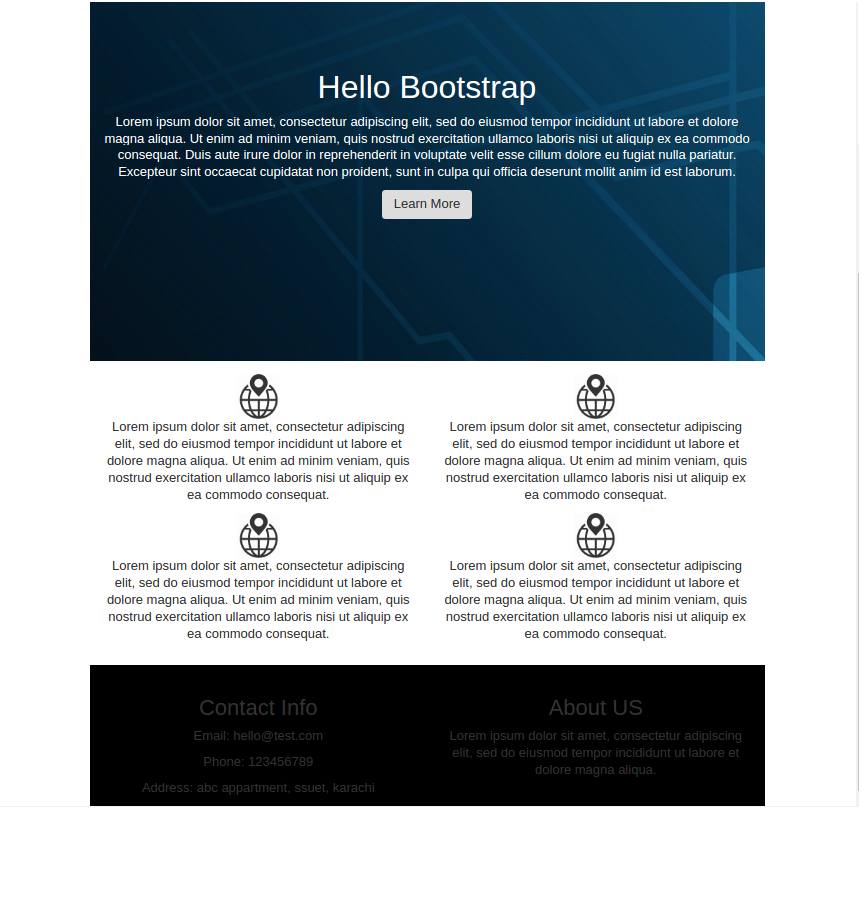 Hello Bootstrap
Lorem ipsum dolor sit amet, consectetur adipiscing elit, sed do eiusmod tempor incididunt ut labore et dolore
magna aliqua. Ut enim ad minim veniam, quis nostrud exercitation ullamco laboris nisi ut aliquip ex ea commodo
consequat. Duis aute irure dolor in reprehenderit in voluptate velit esse cillum dolore eu fugiat nulla pariatur.
Excepteur sint occaecat cupidatat non proident, sunt in culpa qui officia deserunt mollit anim id est laborum.
Learn More
Lorem ipsum dolor sit amet, consectetur adipiscing
elit, sed do eiusmod tempor incididunt ut labore et
dolore magna aliqua. Ut enim ad minim veniam, quis
nostrud exercitation ullamco laboris nisi ut aliquip ex
ea commodo consequat.
Lorem ipsum dolor sit amet, consectetur adipiscing
elit, sed do eiusmod tempor incididunt ut labore et
dolore magna aliqua. Ut enim ad minim veniam, quis
nostrud exercitation ullamco laboris nisi ut aliquip ex
ea commodo consequat.
Lorem ipsum dolor sit amet, consectetur adipiscing
elit, sed do eiusmod tempor incididunt ut labore et
dolore magna aliqua. Ut enim ad minim veniam, quis
nostrud exercitation ullamco laboris nisi ut aliquip ex
ea commodo consequat.
Lorem ipsum dolor sit amet, consectetur adipiscing
elit, sed do eiusmod tempor incididunt ut labore et
dolore magna aliqua. Ut enim ad minim veniam, quis
nostrud exercitation ullamco laboris nisi ut aliquip ex
ea commodo consequat.
Contact Info
Email: hello@test.com
Phone: 123456789
Address: abc appartment, ssuet, karachi
About US
Lorem ipsum dolor sit amet, consectetur adipiscing
elit, sed do eiusmod tempor incididunt ut labore et
dolore magna aliqua.